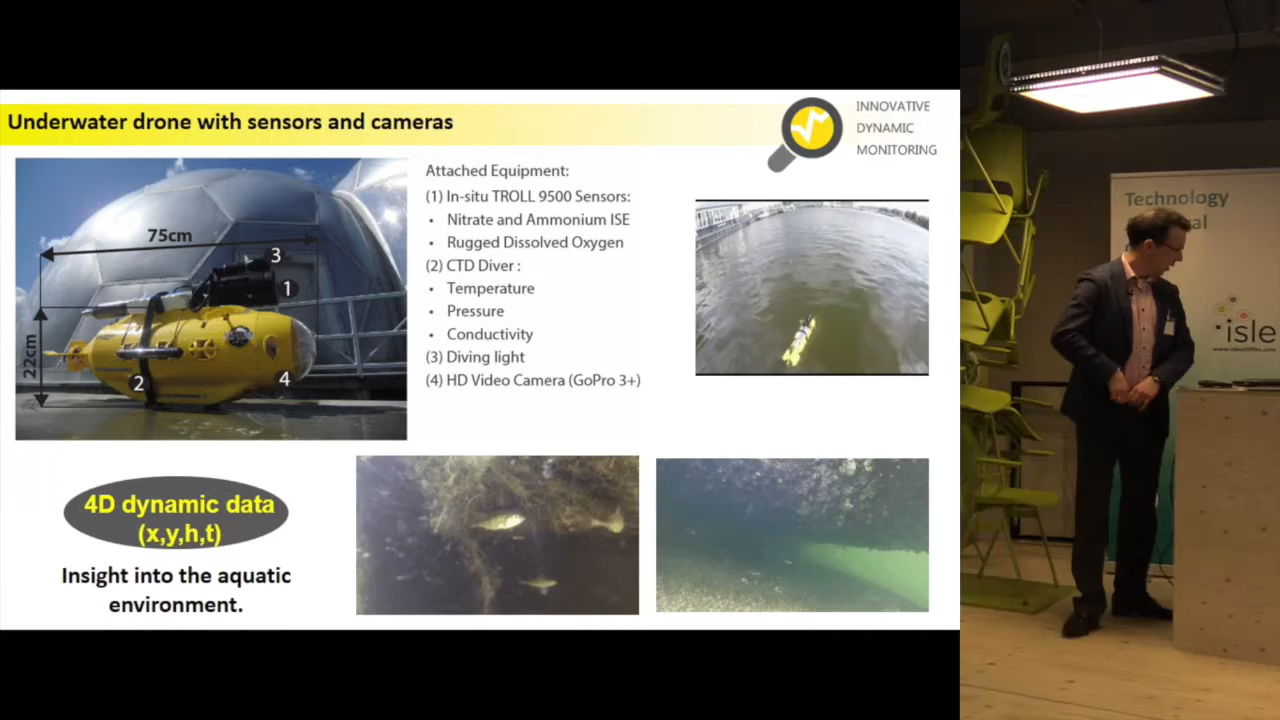 Underwater drone with sensors and cameras
INNOVATIVE
DYNAMIC
MONITORING
75cm
22cm
3
1
2
4
Attached Equipment:
(1) In-situ TROLL 9500 Sensors:
• Nitrate and Ammonium ISE
• Rugged Dissolved Oxygen
(2) CTD Diver :
• Temperature
• Pressure
• Conductivity
(3) Diving light
(4) HD Video Camera (GoPro 3+)
4D dynamic data
(x,y,h,t)
Insight into the aquatic
environment.
Technology
isle